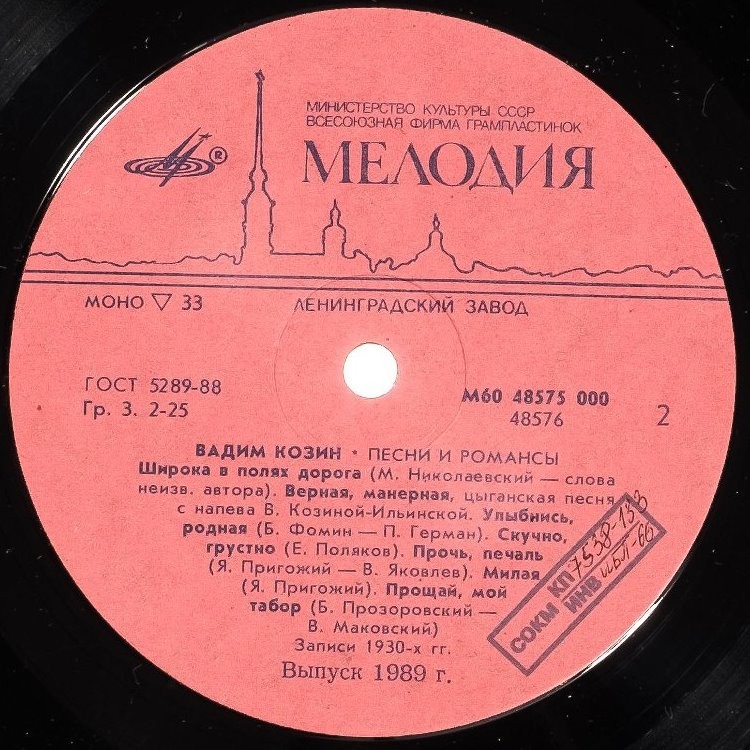 МИНИСТЕРСТВО КУЛЬТУРЫ СССР
ВСЕСОЮЗНАЯ ФИРМА ГРАМПЛАСТИНОК
МЕЛОДИЯ
®
МОНО ▽ 33 ЛЕНИНГРАДСКИЙ ЗАВОД
ГОСТ 5289-88
Гр. 3. 2-25
М60 48575 000
48576
2
ВАДИМ КОЗИН • ПЕСНИ И РОМАНСЫ
Широка в полях дорога (М. Николаевский — слова
неизв. автора). Верная, манерная, цыганская песня
с напева В. Козиной-Ильинской. Улыбнись,
родная (Б. Фомин — П. Герман). Скучно,
грустно (Е. Поляков). Прочь, печаль
(Я. Пригожий — В. Яковлев). Милая
(Я. Пригожий). Прощай, мой
табор (Б. Прозоровский —
В. Маковский)
Записи 1930-х гг.
Выпуск 1989 г.
СОКМ КП 7538-133
ИНВ